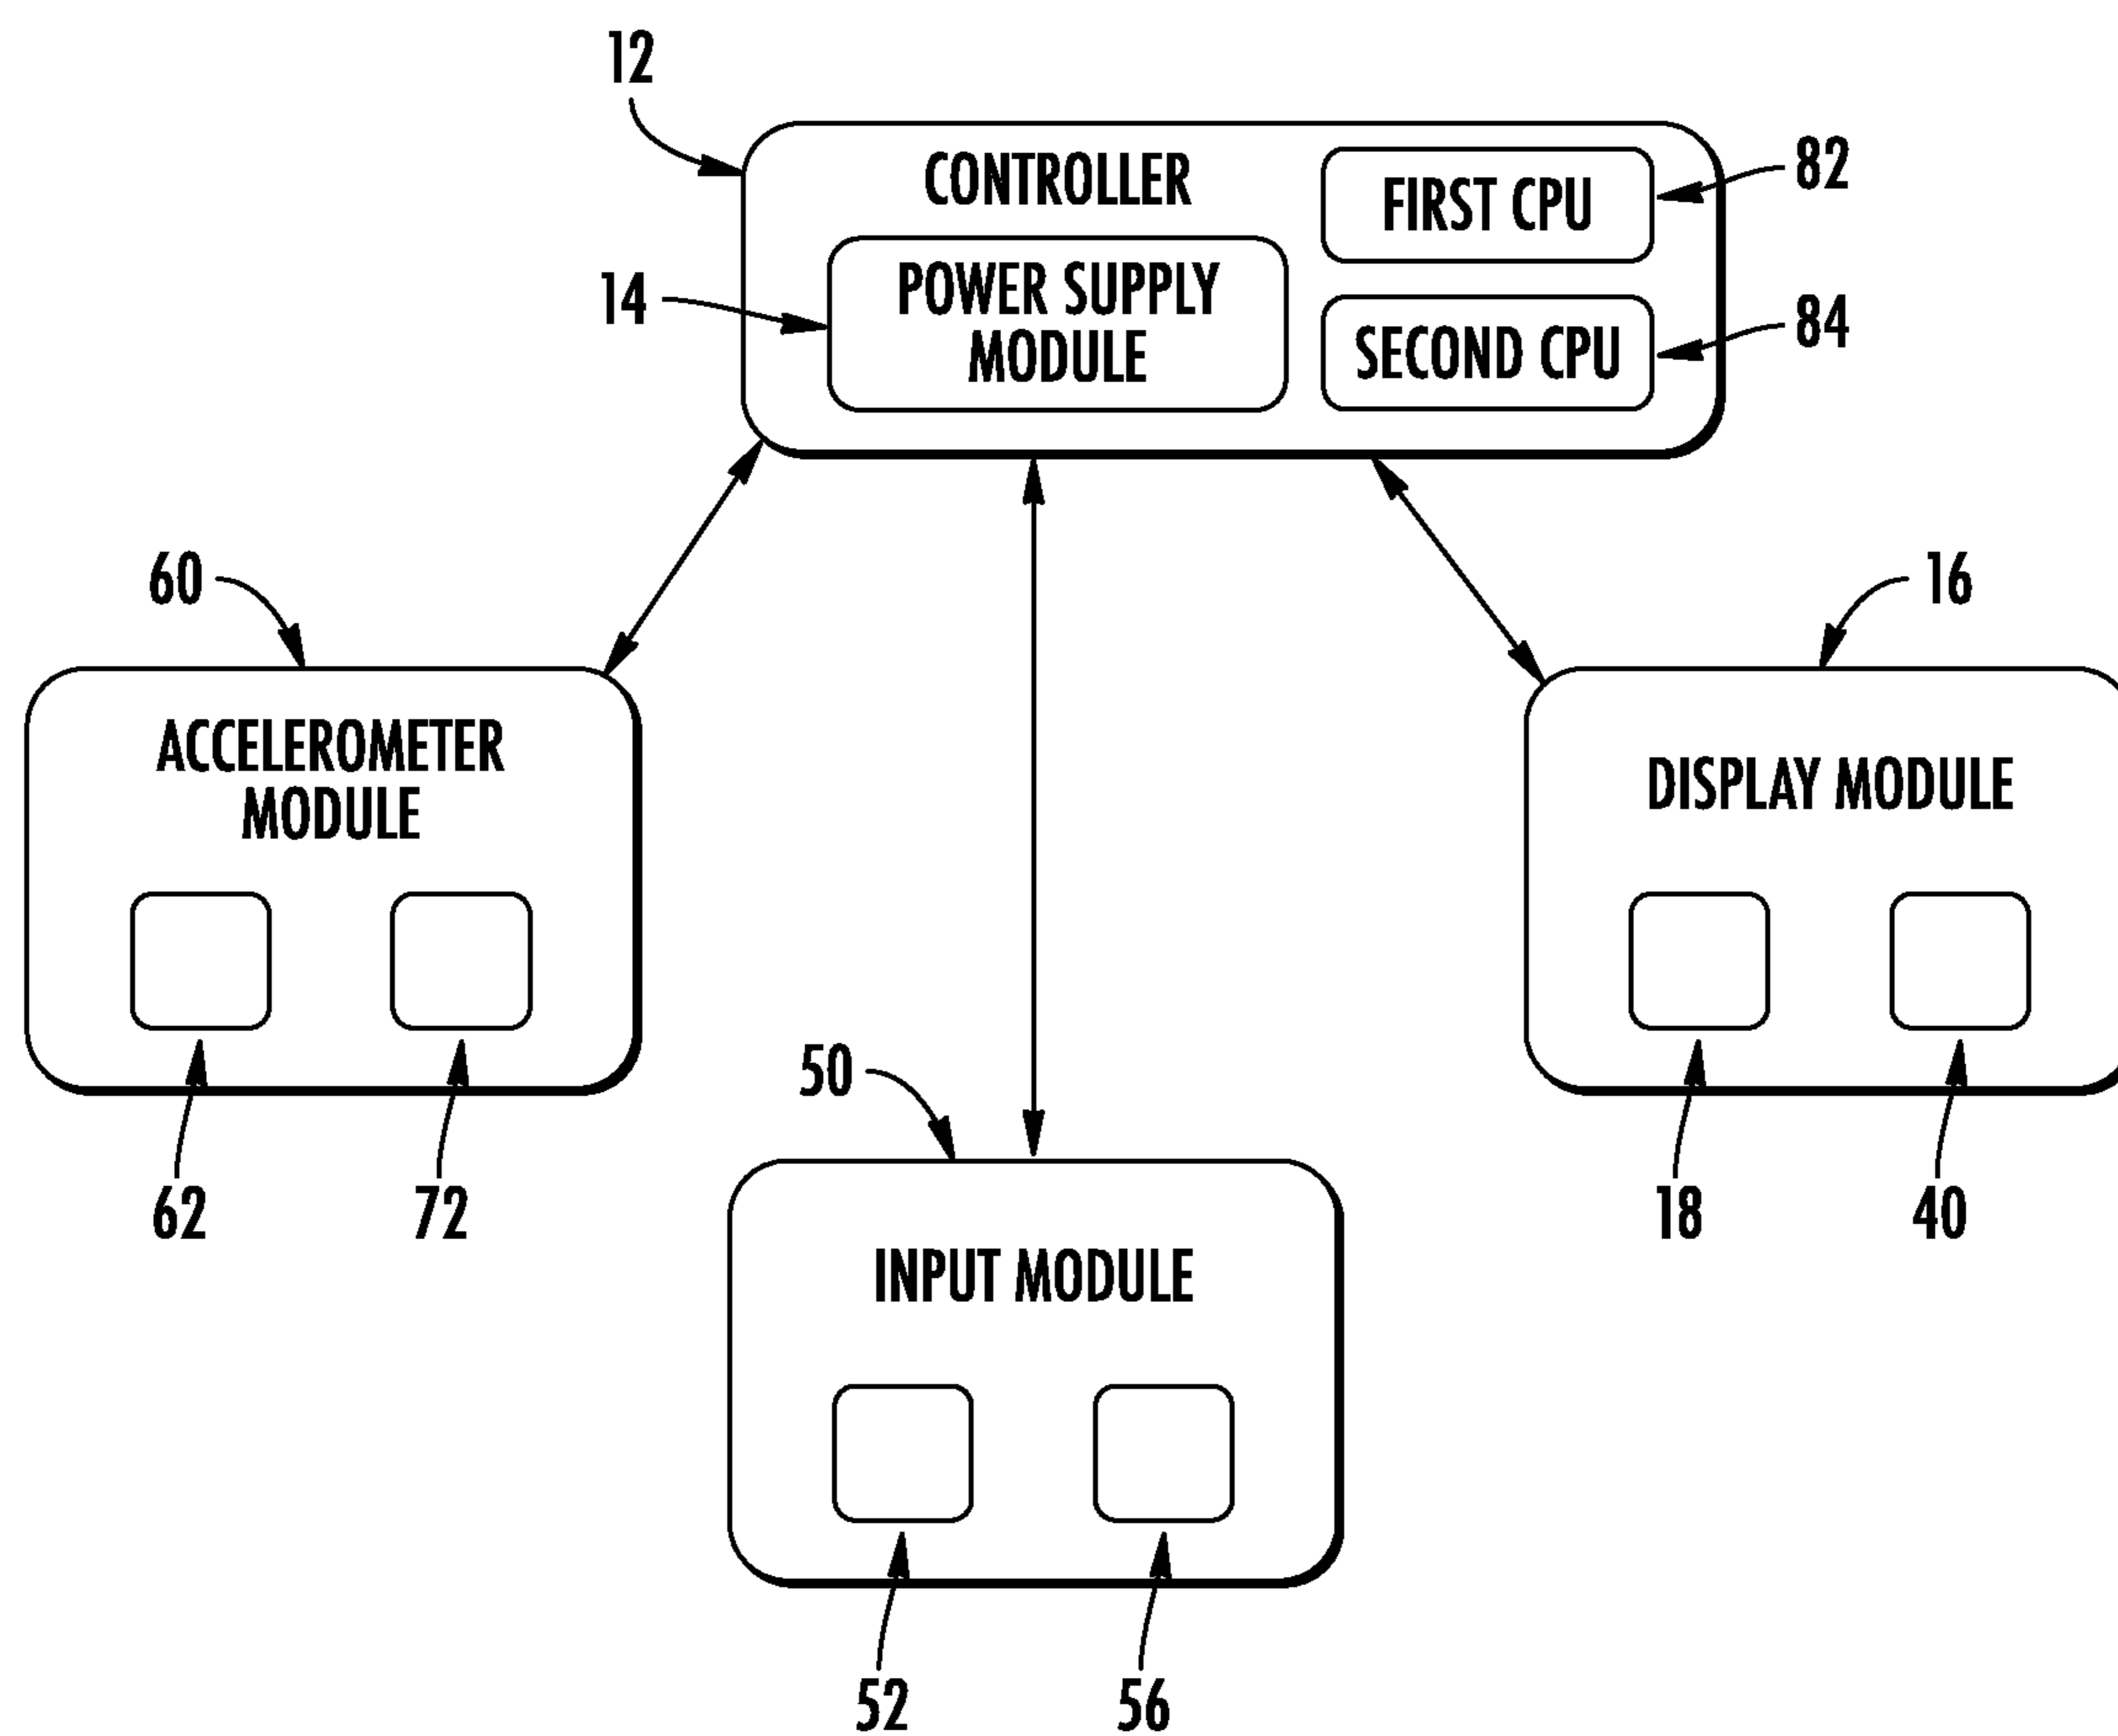 12
CONTROLLER
FIRST CPU
82
14
POWER SUPPLY
MODULE
SECOND CPU
84
60
16
ACCELEROMETER
MODULE
DISPLAY MODULE
62
72
18
40
50
INPUT MODULE
52
56